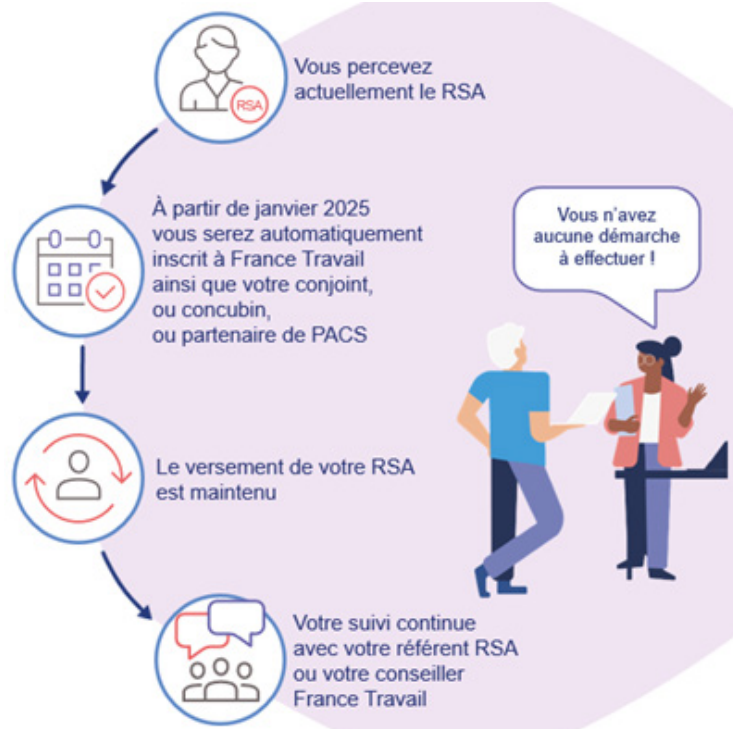 RSA
Vous percevez
actuellement le RSA
À partir de janvier 2025
vous serez automatiquement
inscrit à France Travail
ainsi que votre conjoint,
ou concubin,
ou partenaire de PACS
Vous n'avez
aucune démarche
à effectuer !
Le versement de votre RSA
est maintenu
Votre suivi continue
avec votre référent RSA
ou votre conseiller
France Travail